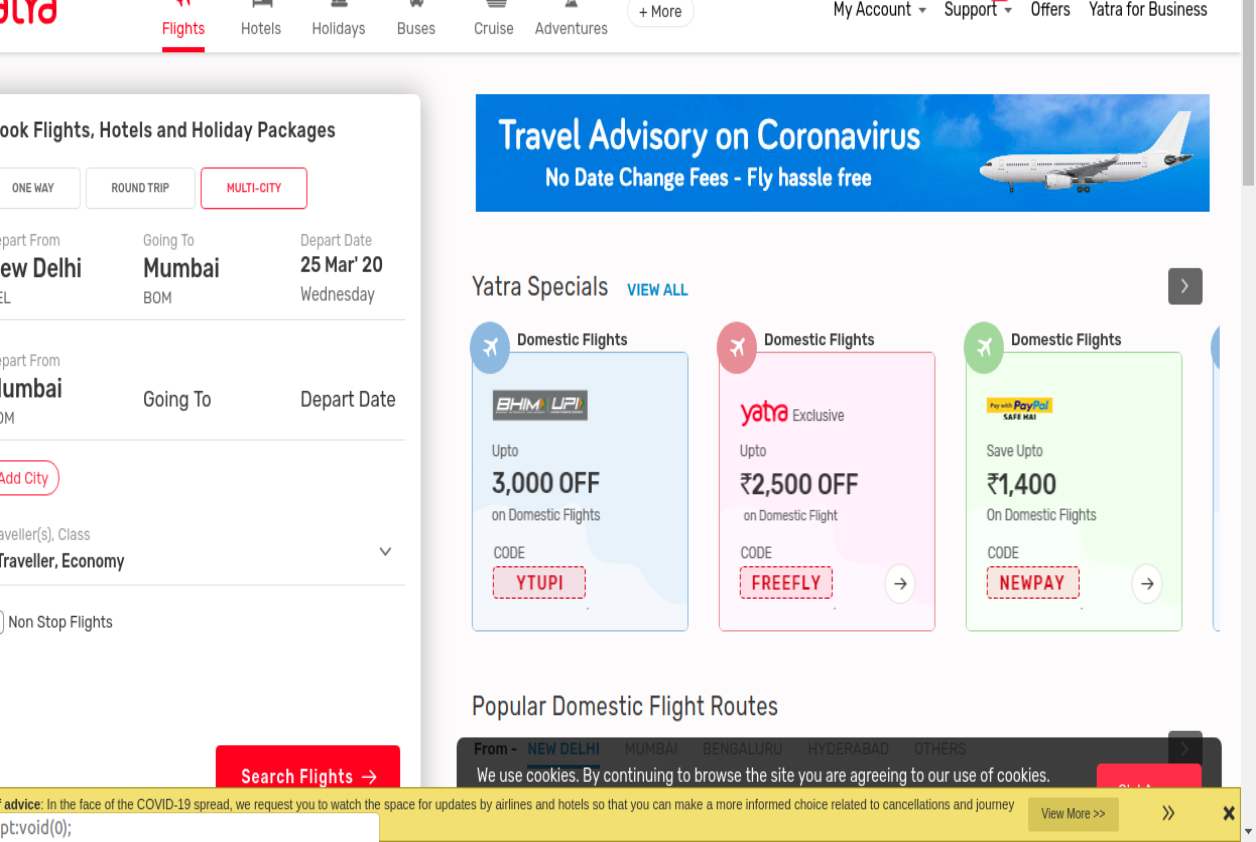 Flights Hotels Holidays Buses Cruise Adventures + More My Account Support Offers Yatra for Business
ook Flights, Hotels and Holiday Packages
ONE WAY ROUND TRIP MULTI-CITY
epart From Going To Depart Date
ew Delhi Mumbai 25 Mar' 20
EL BOM Wednesday
epart From
umbai Going To Depart Date
OM
Add City
aveller(s), Class
Traveller, Economy
Non Stop Flights
Search Flights →
Travel Advisory on Coronavirus
No Date Change Fees - Fly hassle free
Yatra Specials VIEW ALL
Domestic Flights
BHIM UPI
Upto
3,000 OFF
on Domestic Flights
CODE
YTUPI
Domestic Flights
yatra Exclusive
Upto
₹2,500 OFF
on Domestic Flight
CODE
FREEFLY
Domestic Flights
Pay with PayPal
SAFE HAI
Save Upto
₹1,400
On Domestic Flights
CODE
NEWPAY
Popular Domestic Flight Routes
From - NEW DELHI MUMBAI BENGALURU HYDERABAD OTHERS
We use cookies. By continuing to browse the site you are agreeing to our use of cookies.
f advice: In the face of the COVID-19 spread, we request you to watch the space for updates by airlines and hotels so that you can make a more informed choice related to cancellations and journey View More >>
pt:void(0);